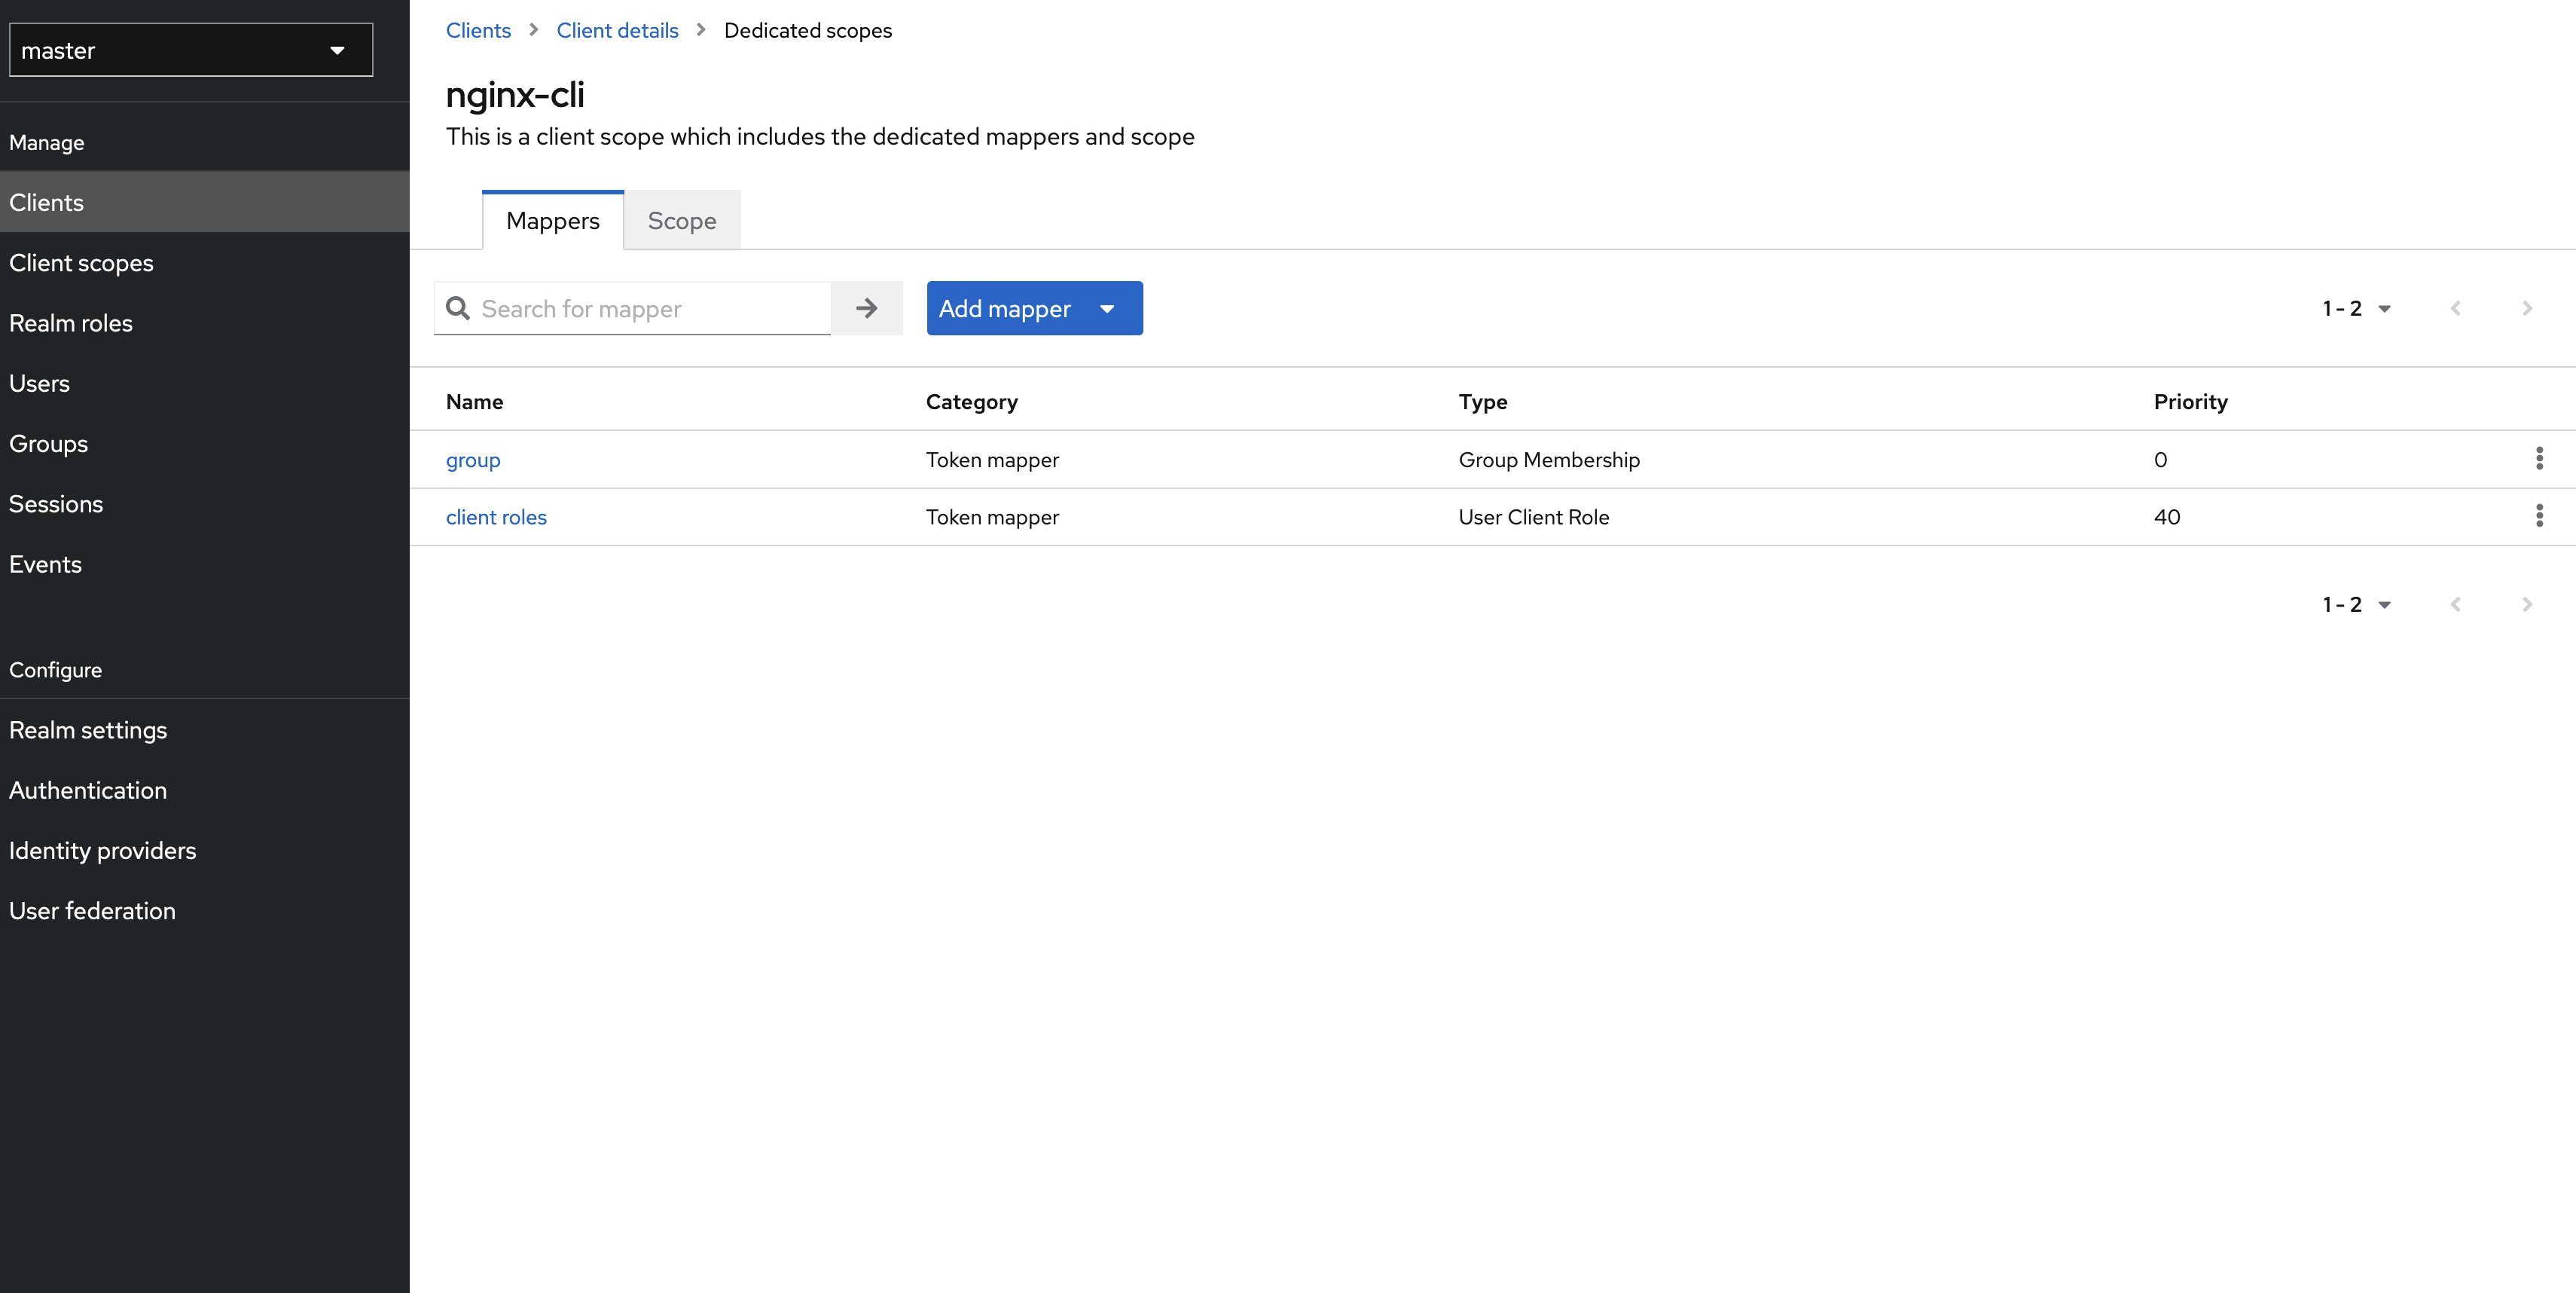 master
Manage
Clients
Client scopes
Realm roles
Users
Groups
Sessions
Events
Configure
Realm settings
Authentication
Identity providers
User federation
Clients > Client details > Dedicated scopes
nginx-cli
This is a client scope which includes the dedicated mappers and scope
Mappers Scope
Search for mapper Add mapper 1 - 2
Name Category Type Priority
group Token mapper Group Membership 0
client roles Token mapper User Client Role 40
1 - 2